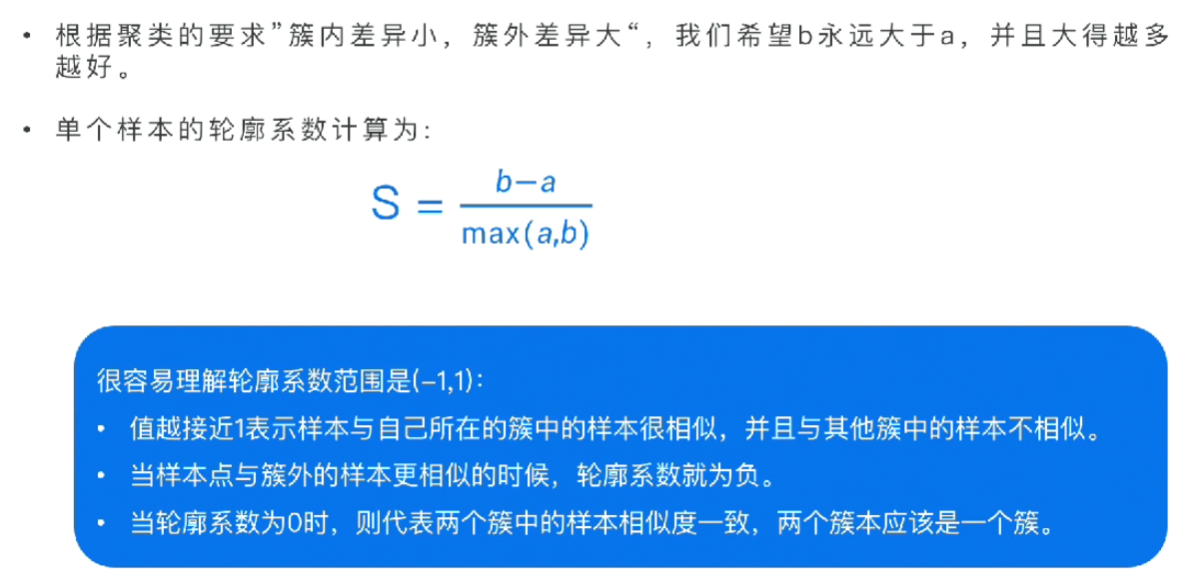 • 根据聚类的要求”簇内差异小，簇外差异大“，我们希望b永远大于a，并且大得越多
越好。
• 单个样本的轮廓系数计算为：
S = \frac{b-a}{max(a,b)}
很容易理解轮廓系数范围是(-1,1)：
• 值越接近1表示样本与自己所在的簇中的样本很相似，并且与其他簇中的样本不相似。
• 当样本点与簇外的样本更相似的时候，轮廓系数就为负。
• 当轮廓系数为0时，则代表两个簇中的样本相似度一致，两个簇本应该是一个簇。